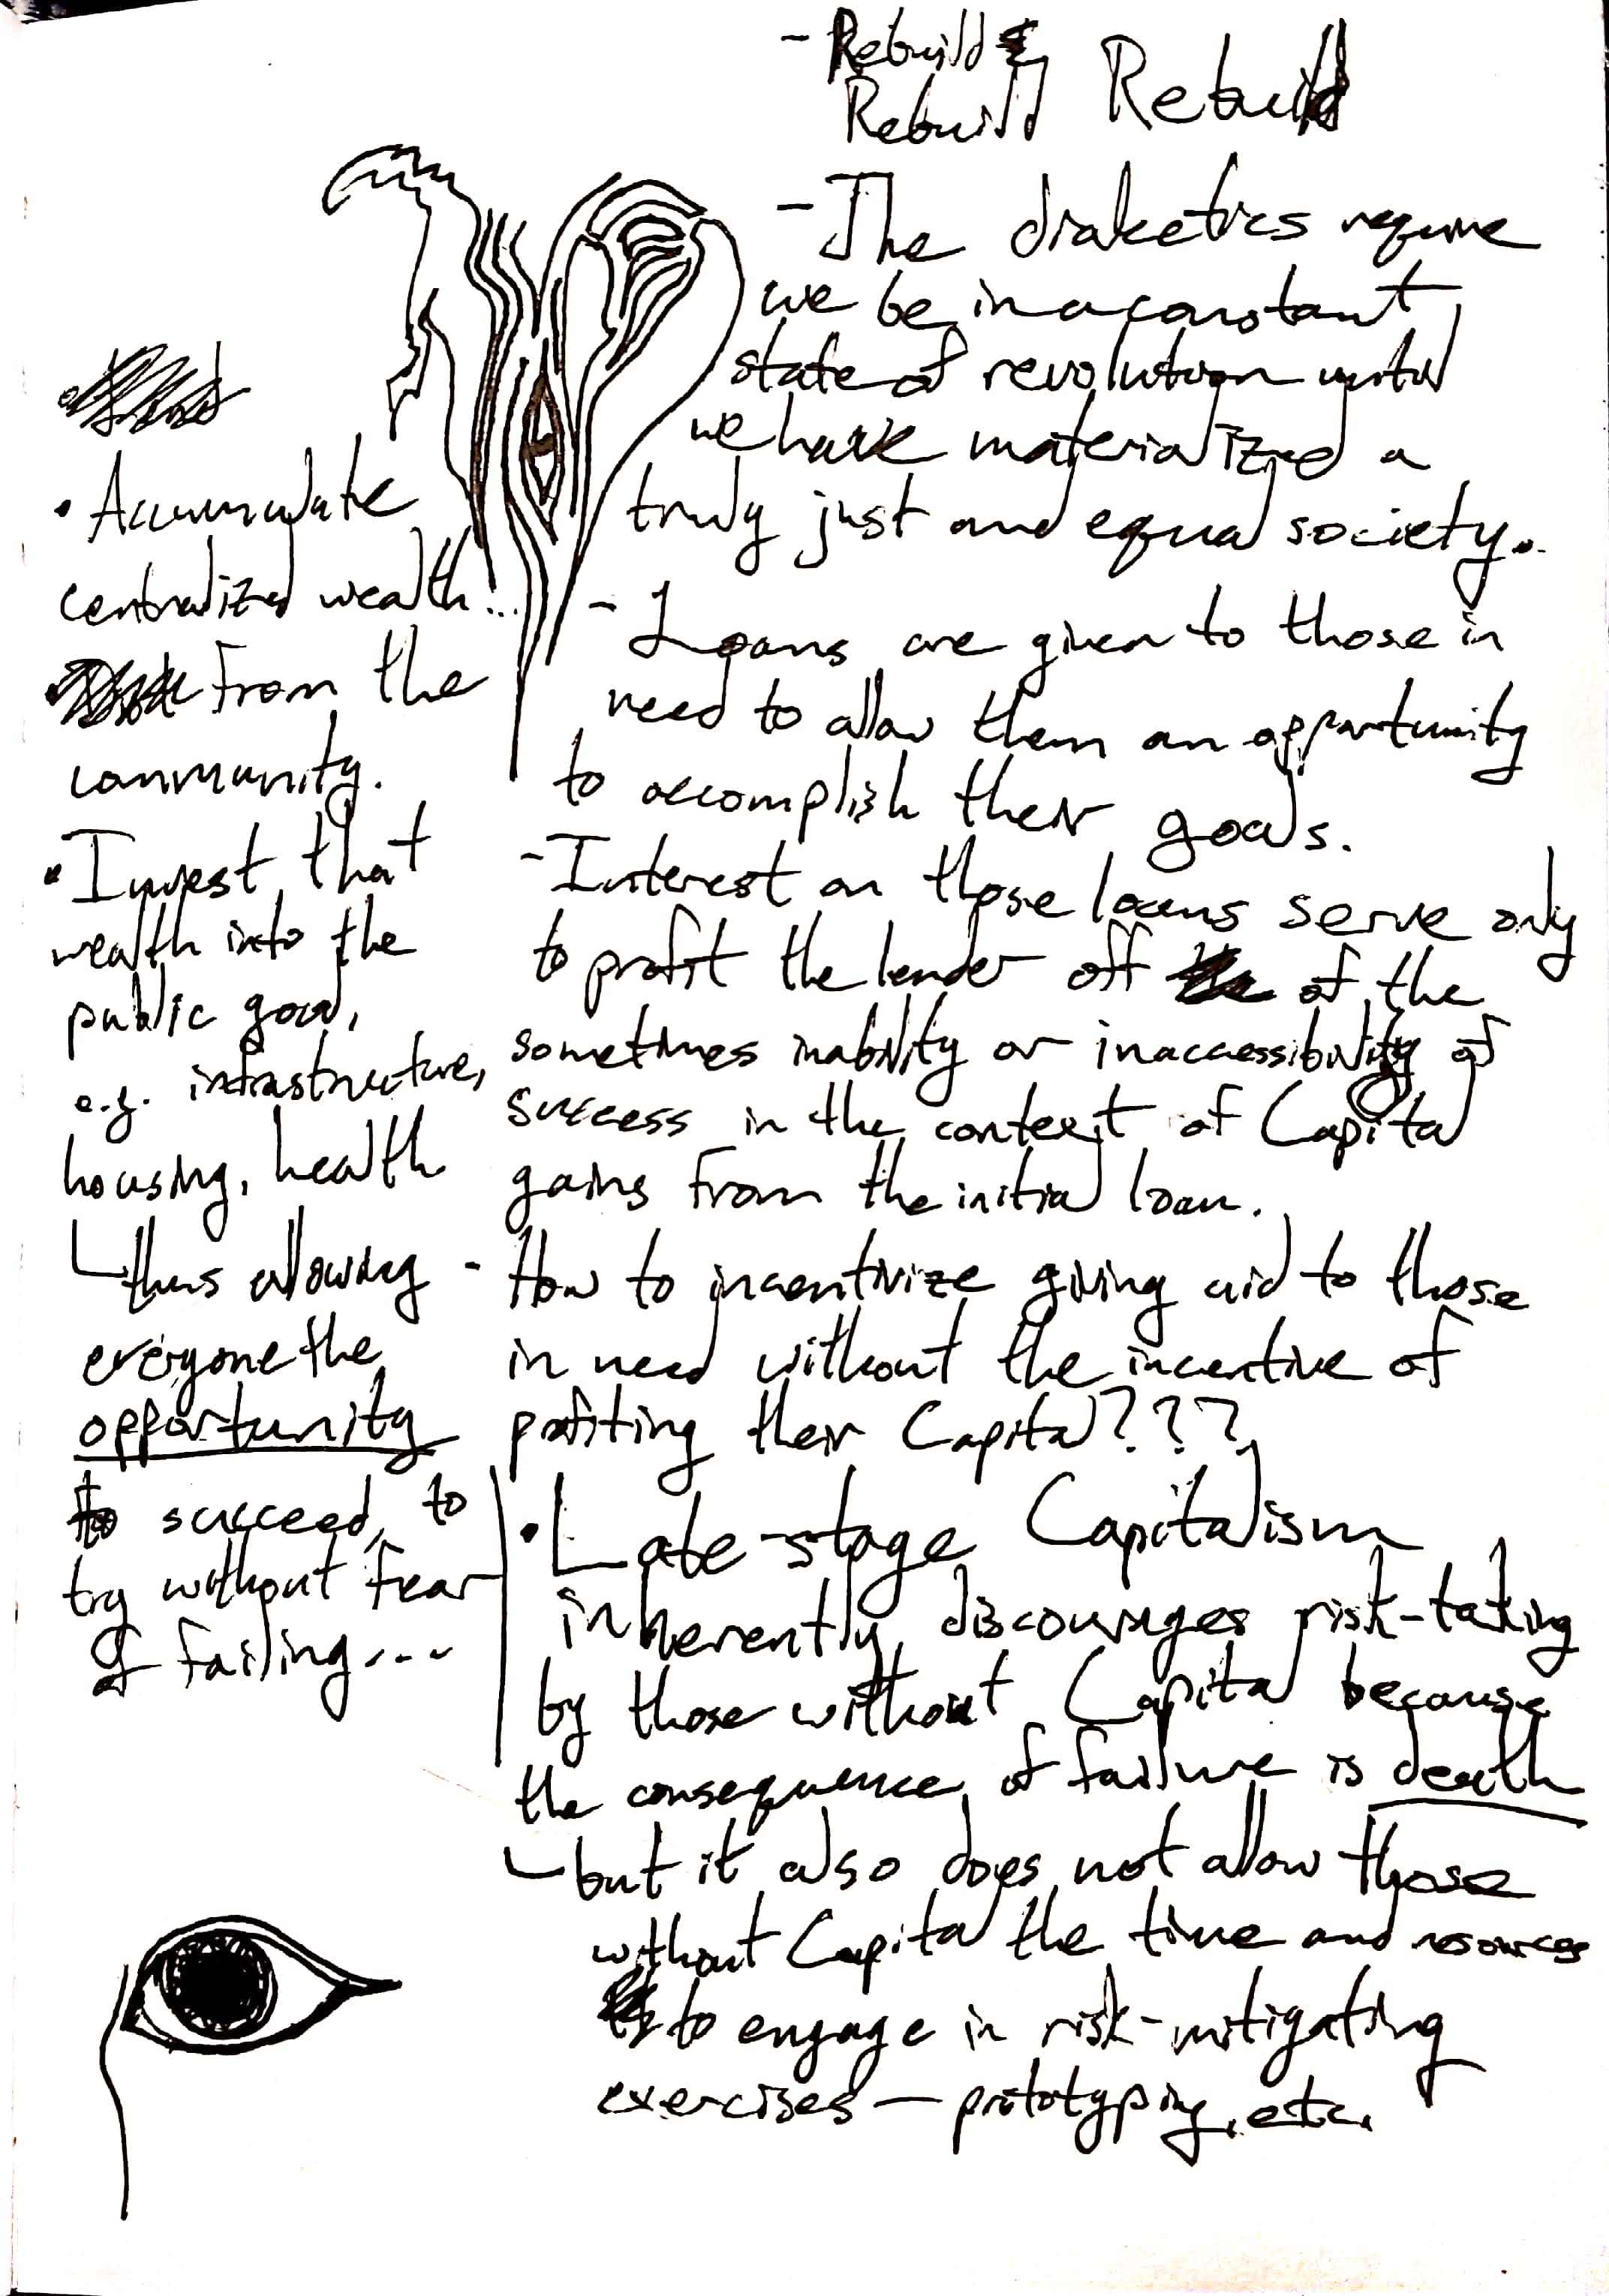 - Rebuild &
Rebuild Rebuild
- The dialectics require
we be in a constant
state of revolution until
we have materialized a
truly just and equal society.
- Loans are given to those in
need to allow them an opportunity
to accomplish their goals.
- Interest on those loans serve only
to profit the lender off of the
sometimes inability or inaccessibility of
success in the context of Capital
gains from the initial loan.
- How to incentivize giving aid to those
in need without the incentive of
profiting their Capital???
• Late-stage Capitalism
inherently discourages risk-taking
by those without Capital because
the consequence of failure is death
but it also does not allow those
without Capital the time and resources
to engage in risk-mitigating
exercises — prototyping, etc.
• Accumulate
centralized wealth...
from the
community.
• Invest that
wealth into the
public good,
e.g. infrastructure,
housing, health
thus allowing
everyone the
opportunity
to succeed, to
try without fear
of failing...